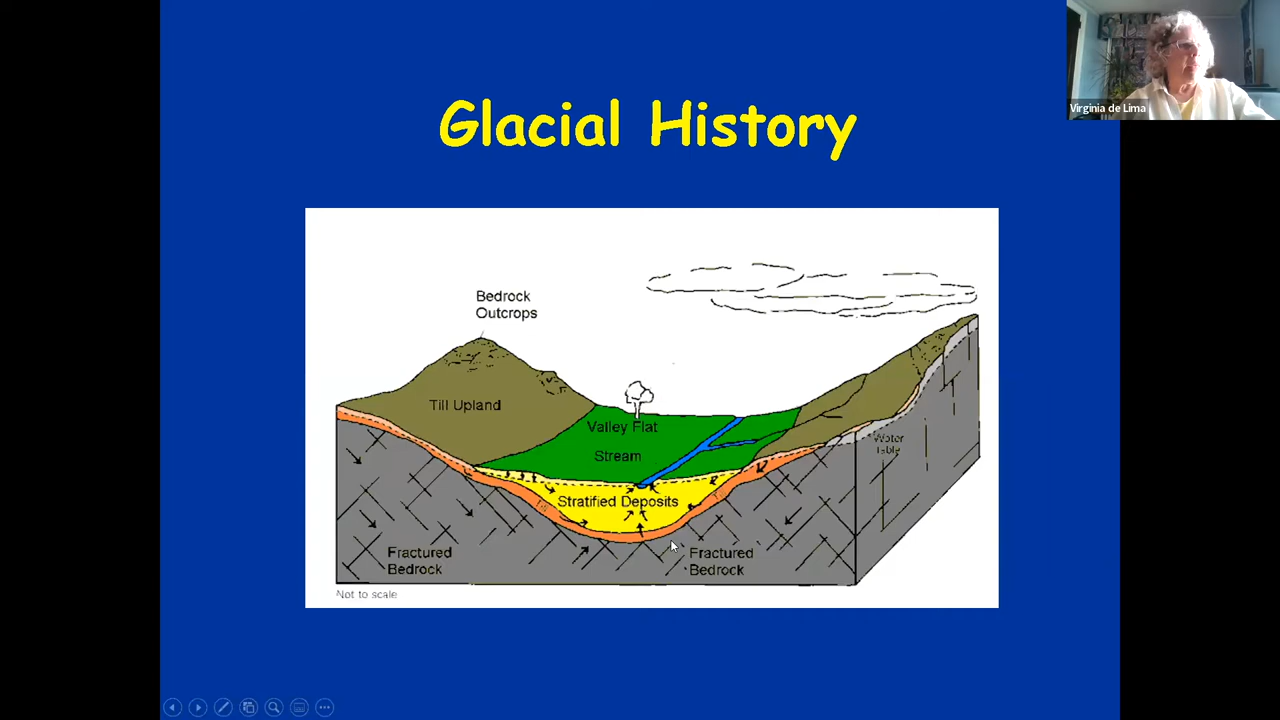 Virginia de Lima
Glacial History
Bedrock
Outcrops
Till Upland
Valley Flat
Stream
Water
Table
Stratified Deposits
Fractured
Bedrock
Fractured
Bedrock
Not to scale